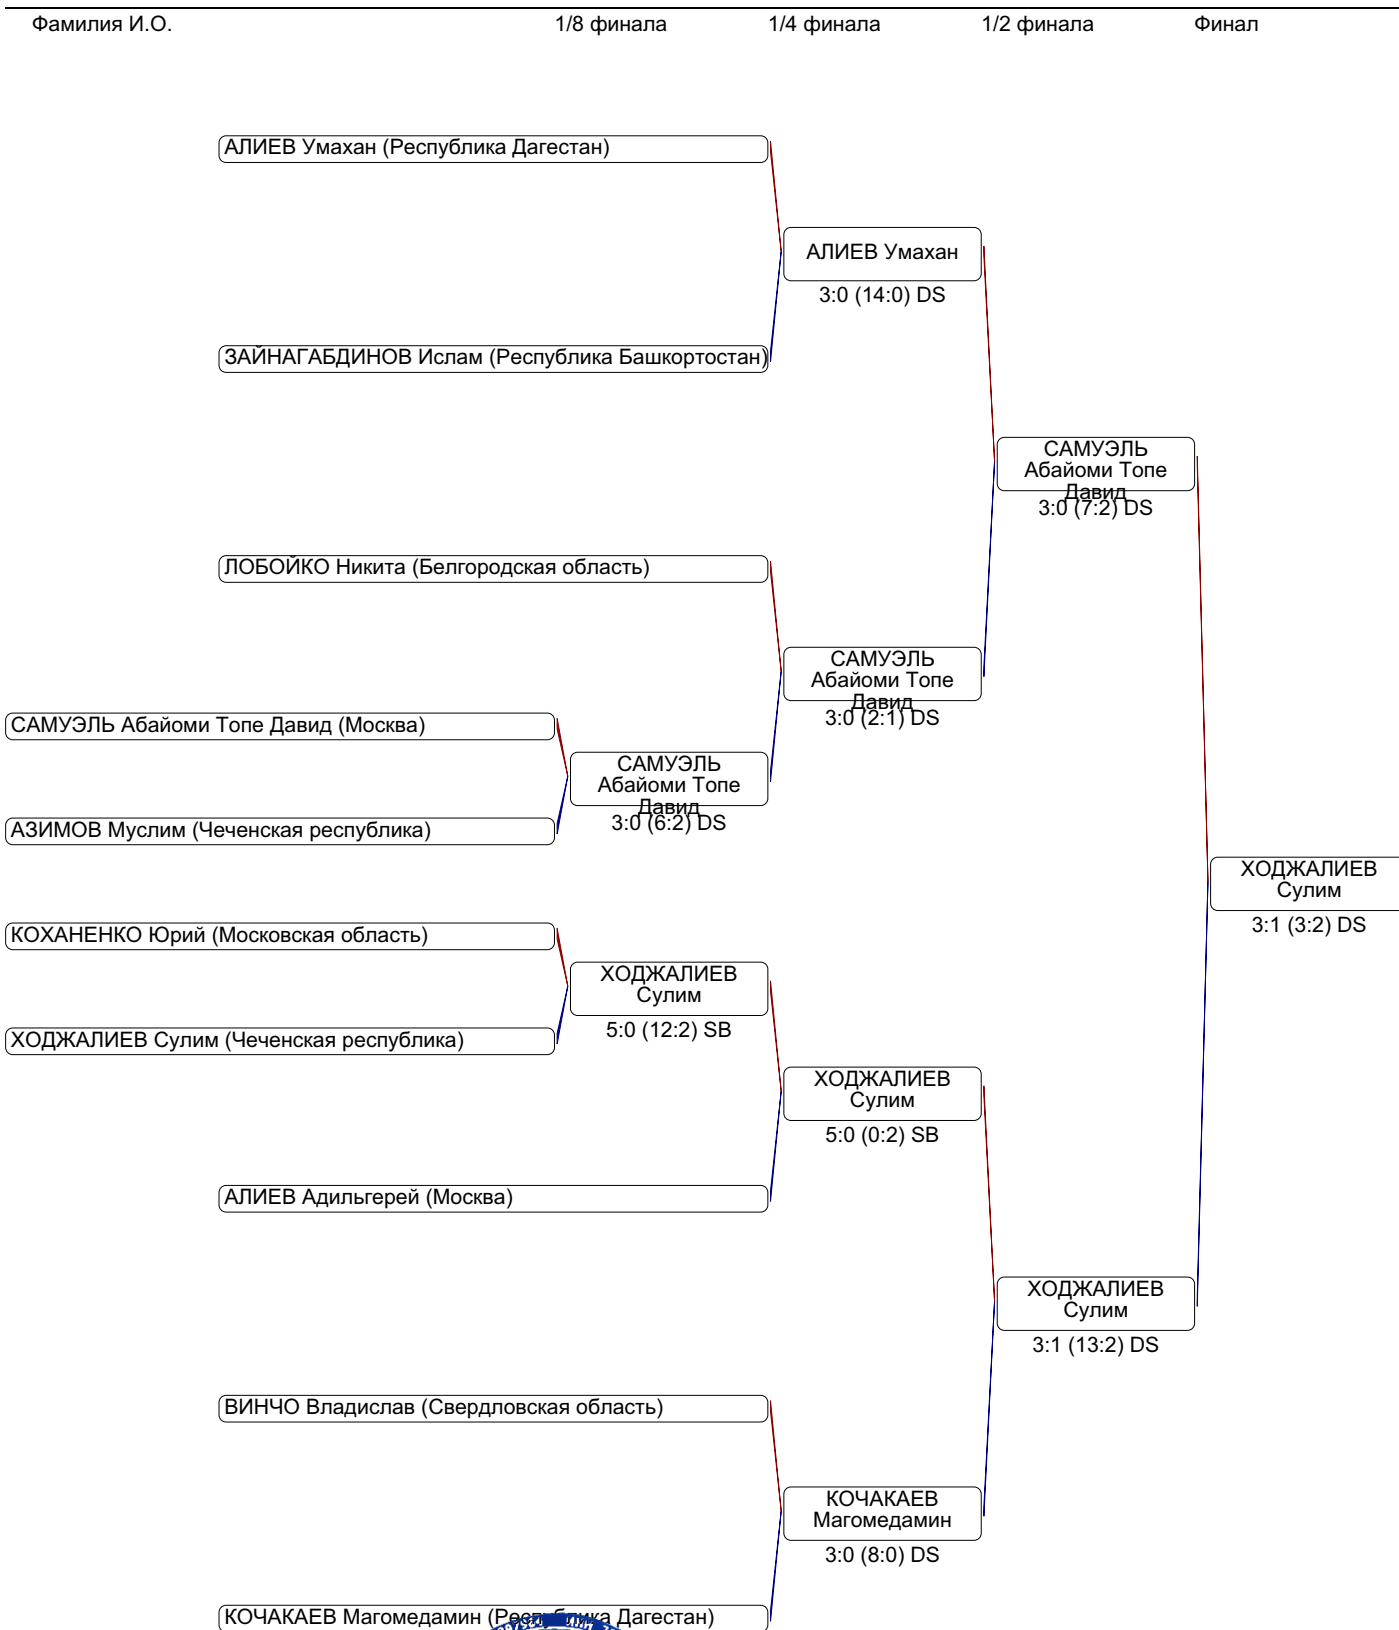 Фамилия И.О. 1/8 финала 1/4 финала 1/2 финала Финал
АЛИЕВ Умахан (Республика Дагестан)
АЛИЕВ Умахан
3:0 (14:0) DS
ЗАЙНАГАБДИНОВ Ислам (Республика Башкортостан)
САМУЭЛЬ
Абайоми Топе
Давид
3:0 (7:2) DS
ЛОБОЙКО Никита (Белгородская область)
САМУЭЛЬ
Абайоми Топе
Давид
3:0 (2:1) DS
САМУЭЛЬ Абайоми Топе Давид (Москва)
САМУЭЛЬ
Абайоми Топе
Давид
3:0 (6:2) DS
АЗИМОВ Муслим (Чеченская республика)
ХОДЖАЛИЕВ
Сулим
3:1 (3:2) DS
КОХАНЕНКО Юрий (Московская область)
ХОДЖАЛИЕВ
Сулим
5:0 (12:2) SB
ХОДЖАЛИЕВ Сулим (Чеченская республика)
ХОДЖАЛИЕВ
Сулим
5:0 (0:2) SB
АЛИЕВ Адильгерей (Москва)
ХОДЖАЛИЕВ
Сулим
3:1 (13:2) DS
ВИНЧО Владислав (Свердловская область)
КОЧАКАЕВ
Магомедамин
3:0 (8:0) DS
КОЧАКАЕВ Магомедамин (Республика Дагестан)